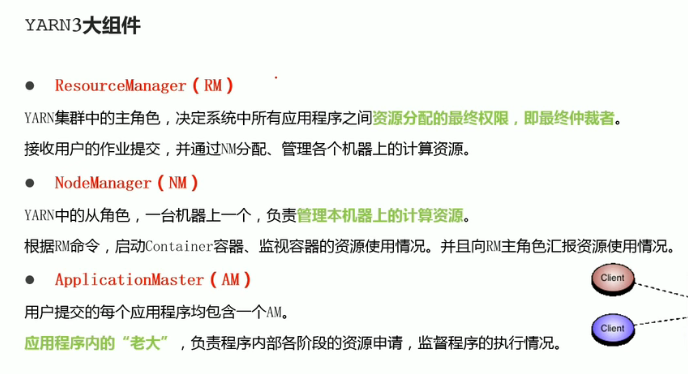 YARN3大组件
● ResourceManager（RM）
YARN集群中的主角色，决定系统中所有应用程序之间资源分配的最终权限，即最终仲裁者。
接收用户的作业提交，并通过NM分配、管理各个机器上的计算资源。
● NodeManager（NM）
YARN中的从角色，一台机器上一个，负责管理本机器上的计算资源。
根据RM命令，启动Container容器、监视容器的资源使用情况。并且向RM主角色汇报资源使用情况。
● ApplicationMaster（AM）
用户提交的每个应用程序均包含一个AM。
应用程序内的“老大”，负责程序内部各阶段的资源申请，监督程序的执行情况。
Client
Client